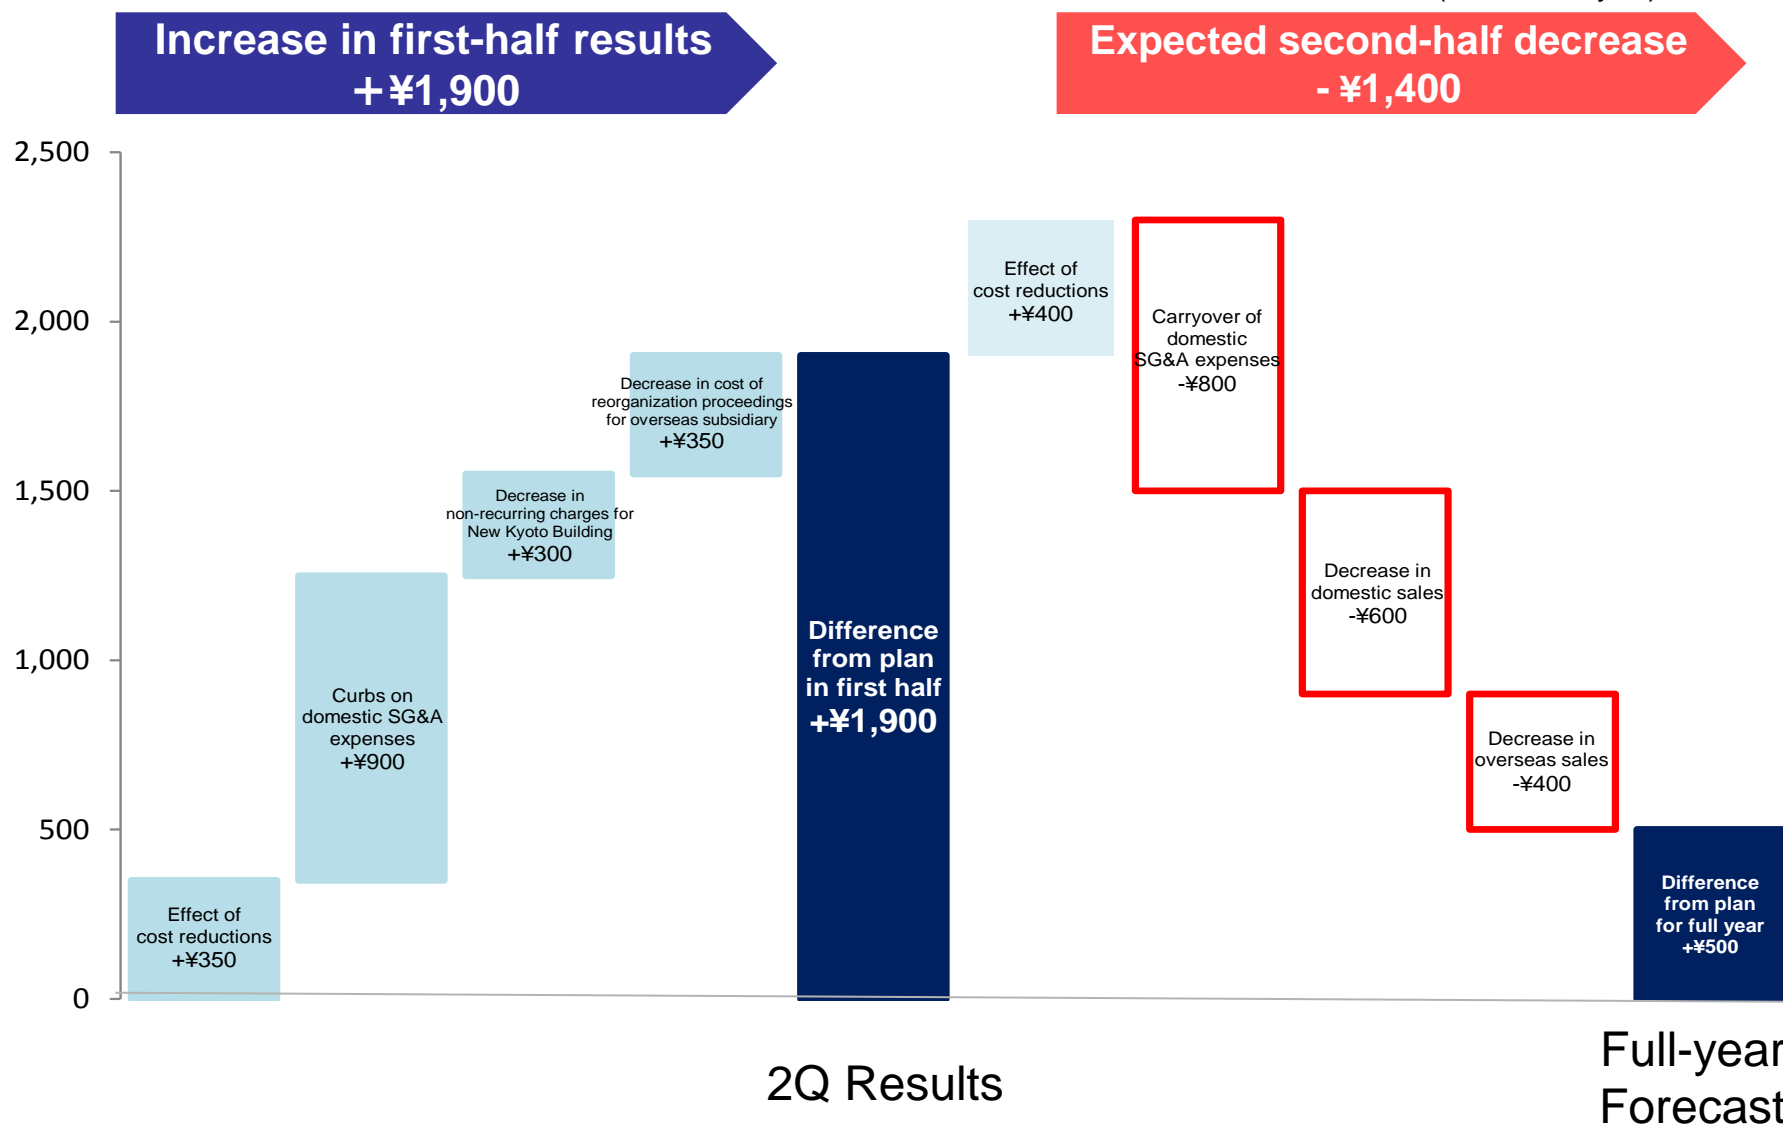 Increase in first-half results
+¥1,900
Expected second-half decrease
- ¥1,400
2,500
2,000
1,500
1,000
500
0
Effect of
cost reductions
+¥350
Curbs on
domestic SG&A
expenses
+¥900
Decrease in
non-recurring charges for
New Kyoto Building
+¥300
Decrease in cost of
reorganization proceedings
for overseas subsidiary
+¥350
Difference
from plan
in first half
+¥1,900
Effect of
cost reductions
+¥400
Carryover of
domestic
SG&A expenses
-¥800
Decrease in
domestic sales
-¥600
Decrease in
overseas sales
-¥400
Difference
from plan
for full year
+¥500
2Q Results
Full-year
Forecast